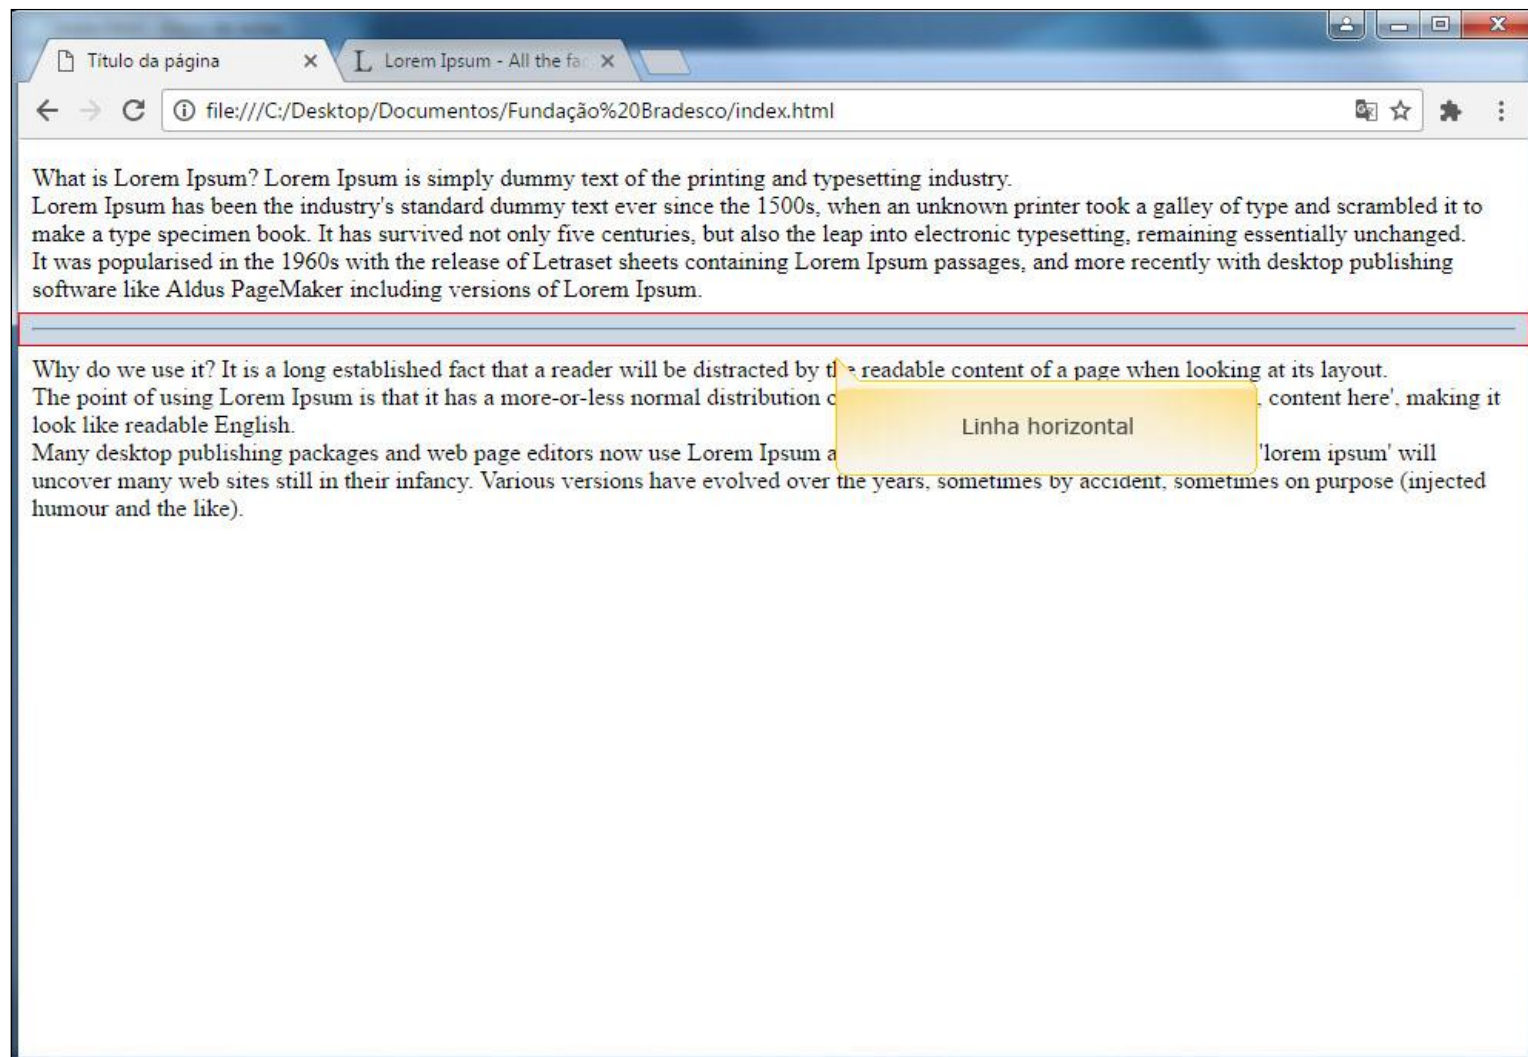 Título da página
Lorem Ipsum - All the fa
file:///C:/Desktop/Documentos/Fundação%20Bradesco/index.html
What is Lorem Ipsum? Lorem Ipsum is simply dummy text of the printing and typesetting industry.
Lorem Ipsum has been the industry's standard dummy text ever since the 1500s, when an unknown printer took a galley of type and scrambled it to
make a type specimen book. It has survived not only five centuries, but also the leap into electronic typesetting, remaining essentially unchanged.
It was popularised in the 1960s with the release of Letraset sheets containing Lorem Ipsum passages, and more recently with desktop publishing
software like Aldus PageMaker including versions of Lorem Ipsum.
Why do we use it? It is a long established fact that a reader will be distracted by the readable content of a page when looking at its layout.
The point of using Lorem Ipsum is that it has a more-or-less normal distribution , content here', making it
look like readable English.
Linha horizontal
Many desktop publishing packages and web page editors now use Lorem Ipsum 'lorem ipsum' will
uncover many web sites still in their infancy. Various versions have evolved over the years, sometimes by accident, sometimes on purpose (injected
humour and the like).